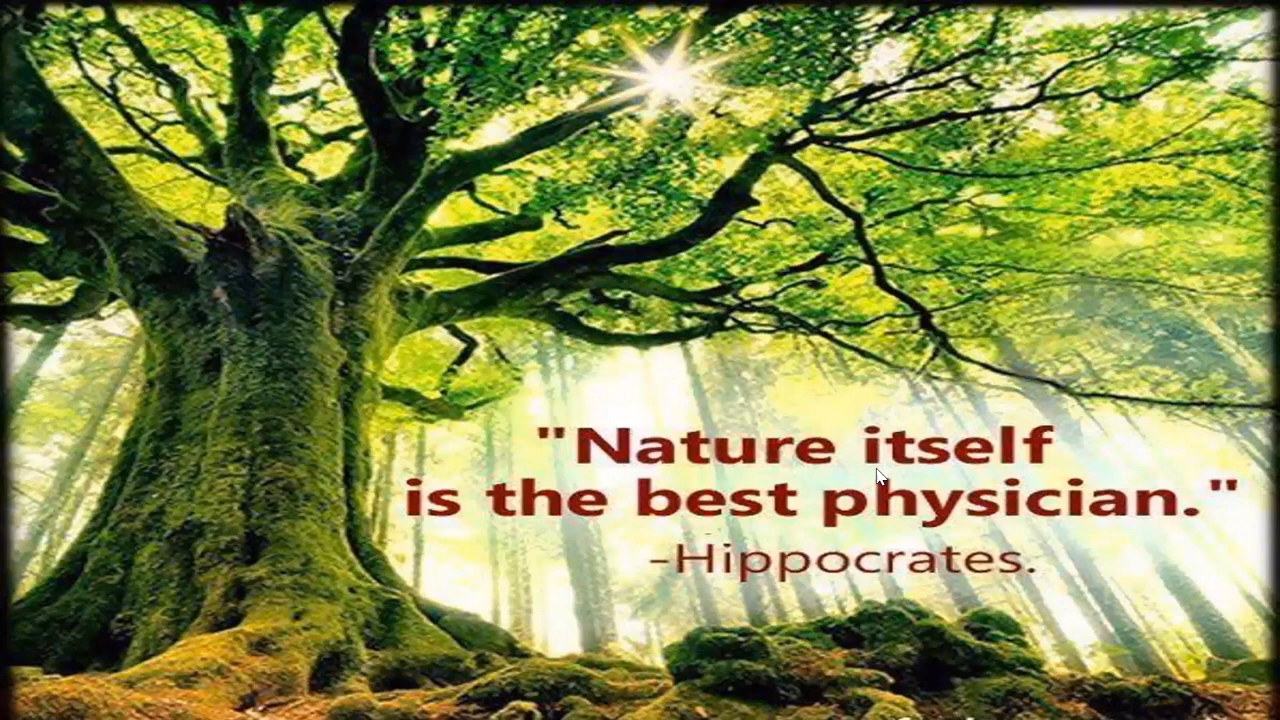 "Nature itself
is the best physician."
-Hippocrates.